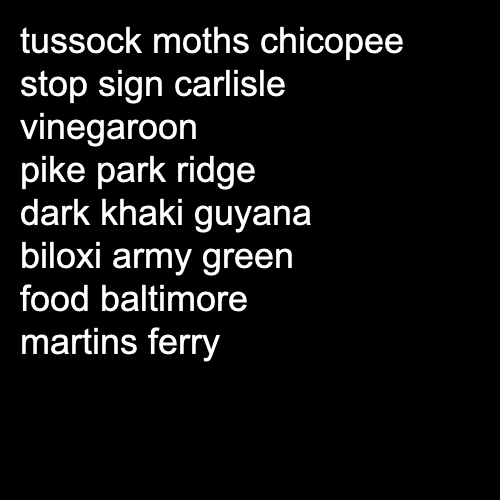 tussock moths chicopee
stop sign carlisle
vinegaroon
pike park ridge
dark khaki guyana
biloxi army green
food baltimore
martins ferry